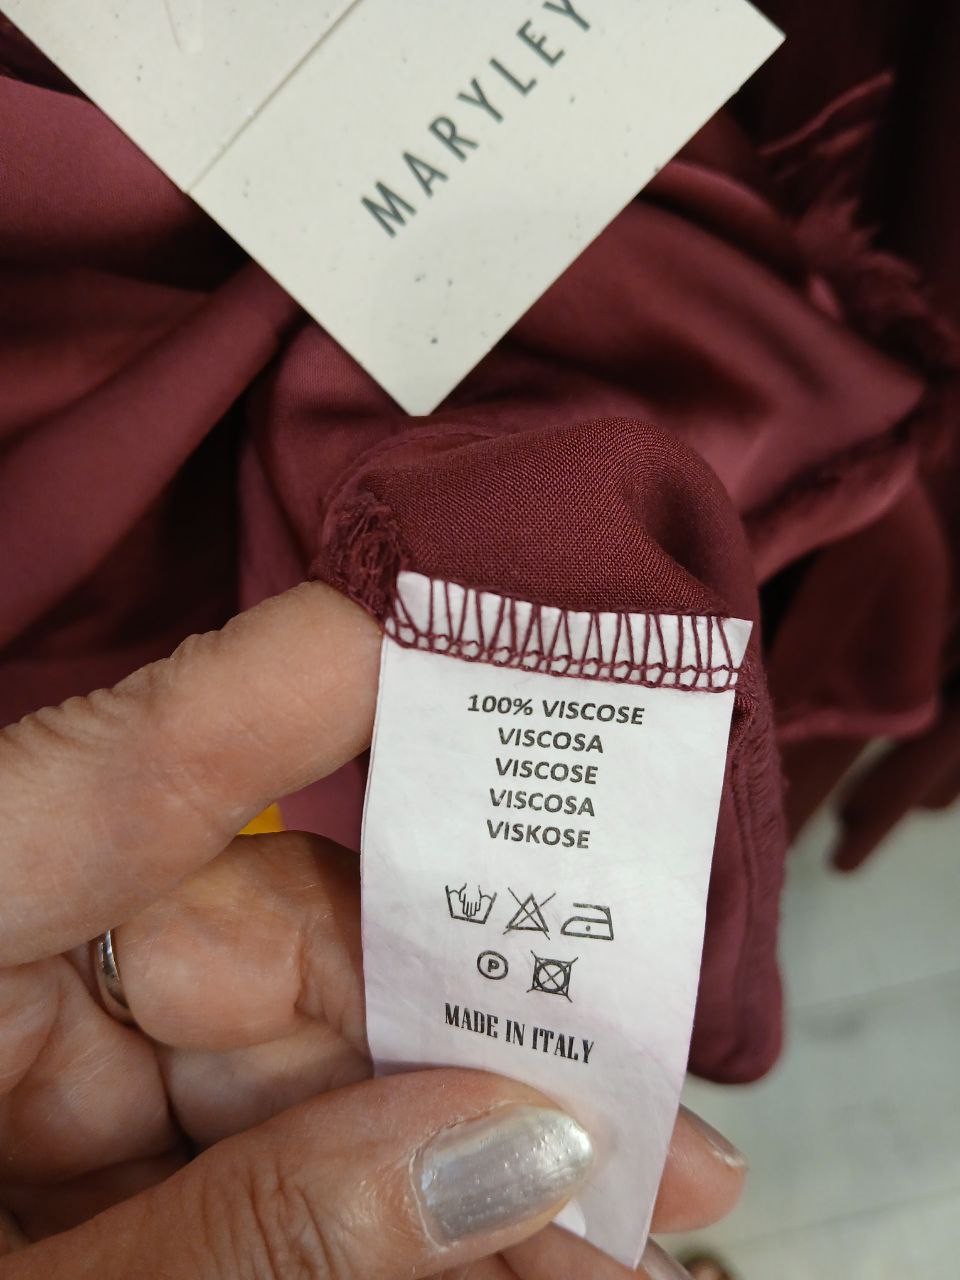 MARYLEY
100% VISCOSE
VISCOSA
VISCOSE
VISCOSA
VISKOSE
P
MADE IN ITALY